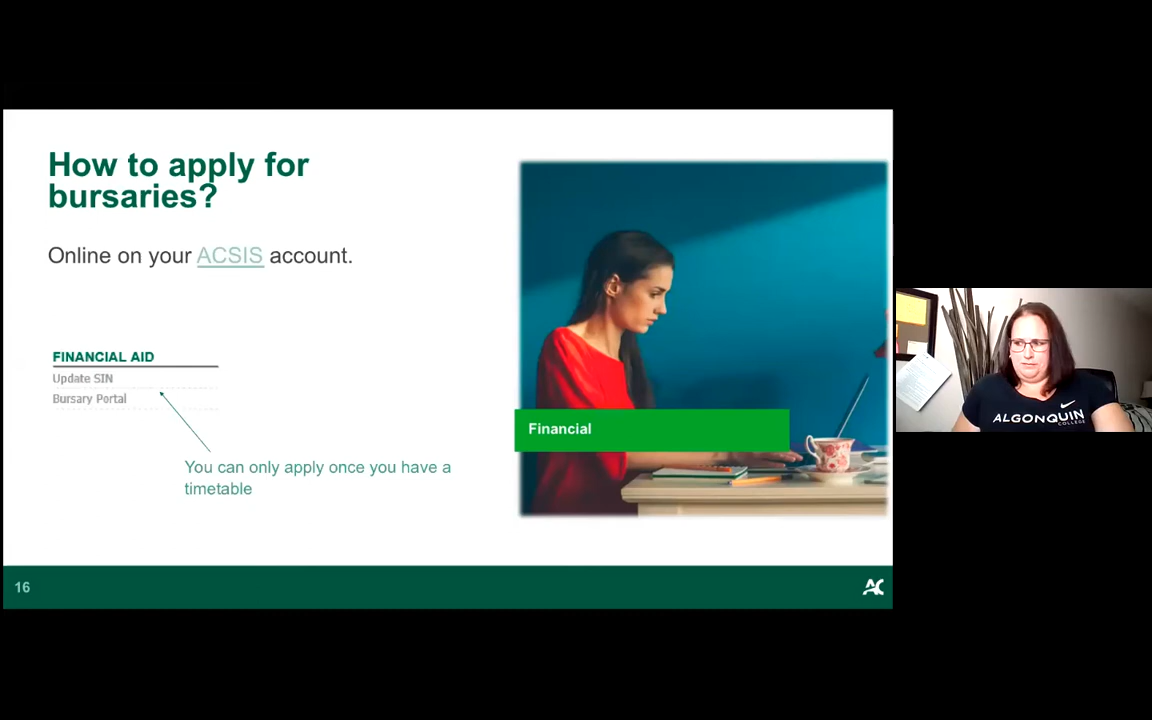 How to apply for
bursaries?
Online on your ACSIS account.
FINANCIAL AID
Update SIN
Bursary Portal
You can only apply once you have a
timetable
Financial
16
AC
ALGONQUIN
COLLEGE